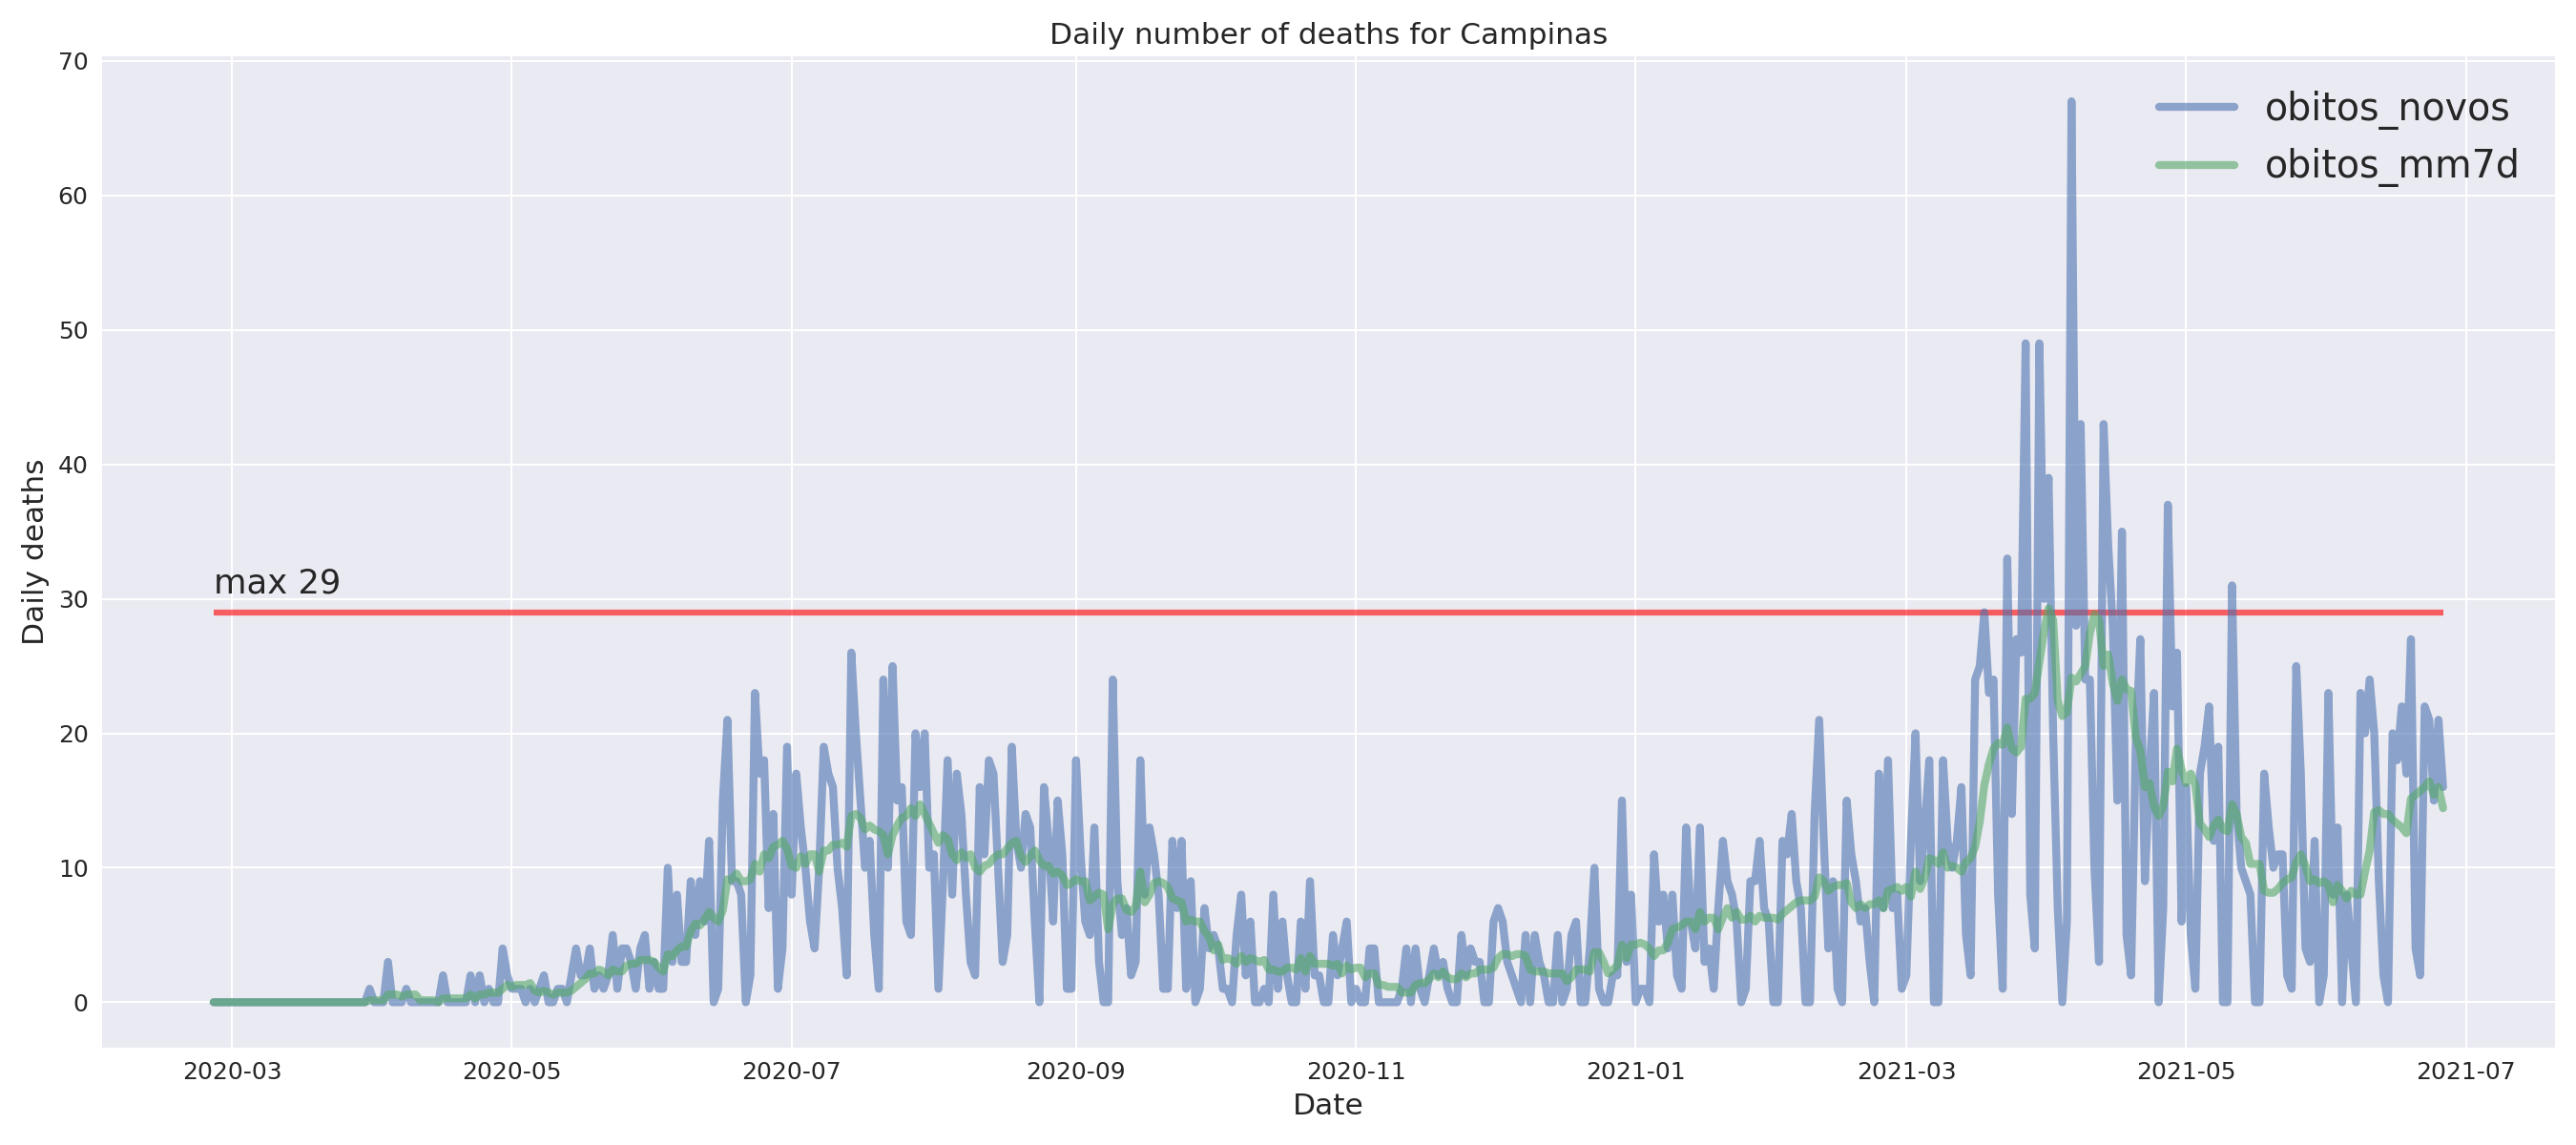 Daily number of deaths for Campinas
70
60
50
40
30
20
10
0
Daily deaths
max 29
obitos_novos
obitos_mm7d
2020-03
2020-05
2020-07
2020-09
2020-11
2021-01
2021-03
2021-05
2021-07
Date